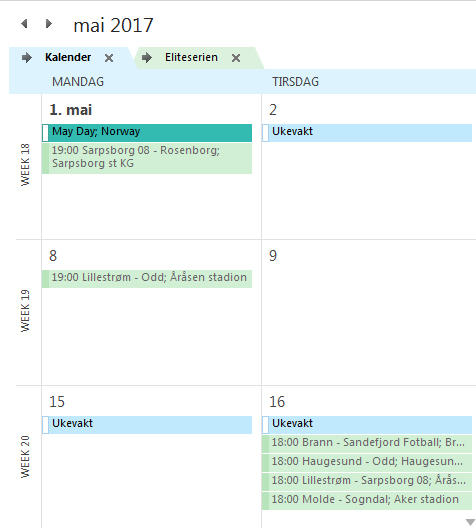 mai 2017
Kalender
Eliteserien
MANDAG
TIRSDAG
WEEK 18
1. mai
May Day; Norway
19:00 Sarpsborg 08 - Rosenborg;
Sarpsborg st KG
2
Ukevakt
WEEK 19
8
19:00 Lillestrøm - Odd; Åråsen stadion
9
WEEK 20
15
Ukevakt
16
Ukevakt
18:00 Brann - Sandefjord Fotball; Br...
18:00 Haugesund - Odd; Haugesun...
18:00 Lillestrøm - Sarpsborg 08; Årås...
18:00 Molde - Sogndal; Aker stadion